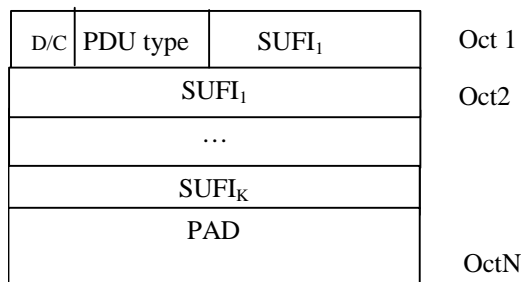 D/C PDU type SUFI₁ Oct 1
SUFI₁ Oct2
…
SUFIₖ
PAD
OctN